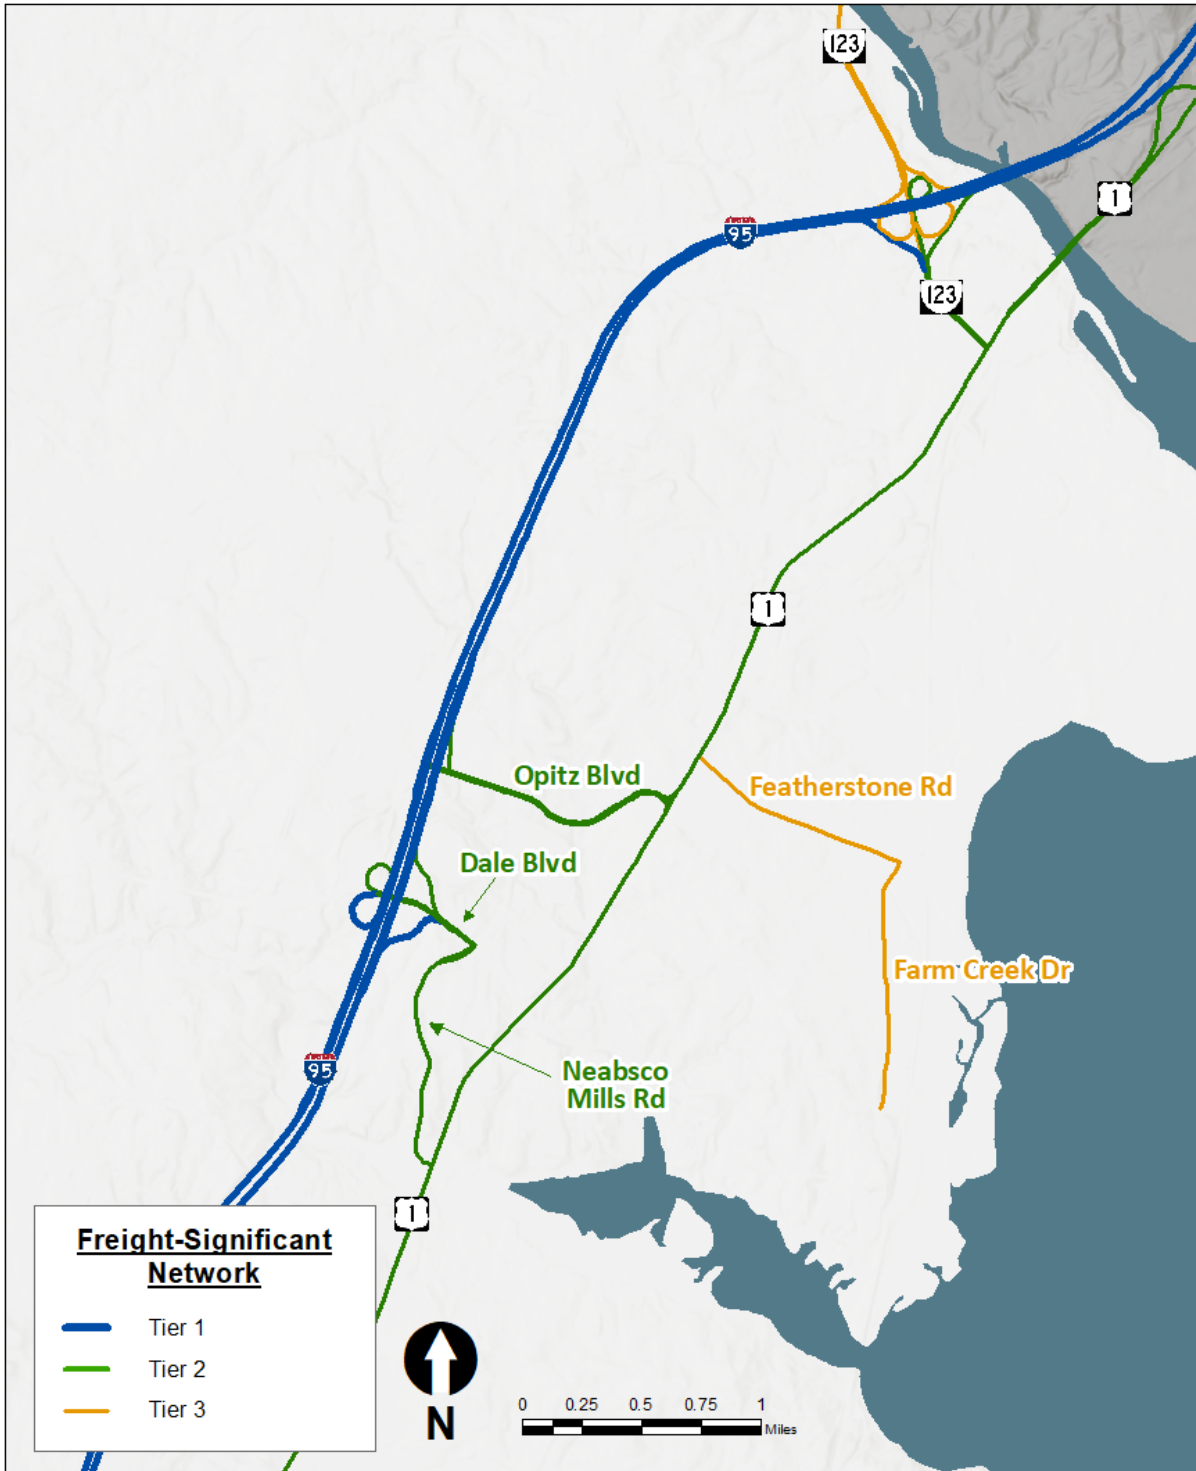 123
1
95
123
1
Opitz Blvd
Featherstone Rd
Dale Blvd
Farm Creek Dr
95
Neabsco
Mills Rd
1
Freight-Significant
Network
Tier 1
Tier 2
Tier 3
N
0 0.25 0.5 0.75 1
Miles